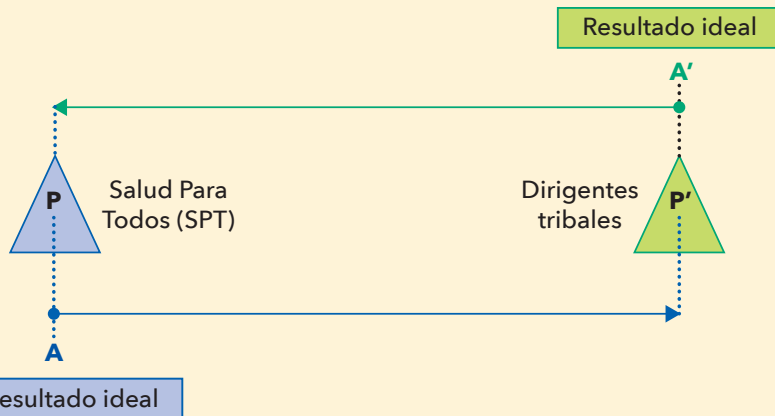 Resultado ideal
A’
P
Salud Para
Todos (SPT)
Dirigentes
tribales
P’
A
esultado ideal